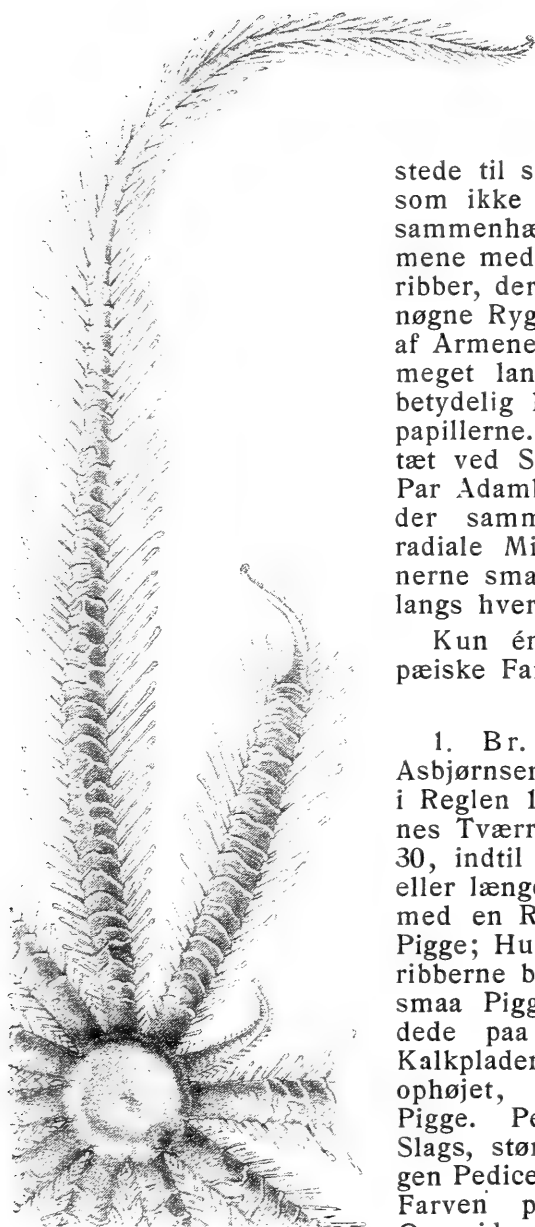 stede til s
som ikke
sammenhæ
mene med
ribber, der
nøgne Ryg
af Armene
meget lan
betydelig
papillerne.
tæt ved S
Par Adaml
der samm
radiale Mi
nerne sma
langs hver
Kun én
pæiske Fa
1. Br.
Asbjørnsen
i Reglen 1
nes Tværr
30, indtil
eller længe
med en R
Pigge; Hu
ribberne b
smaa Pigg
dede paa
Kalkplader
ophøjet,
Pigge. Pe
Slags, stør
gen Pedice
Farven p